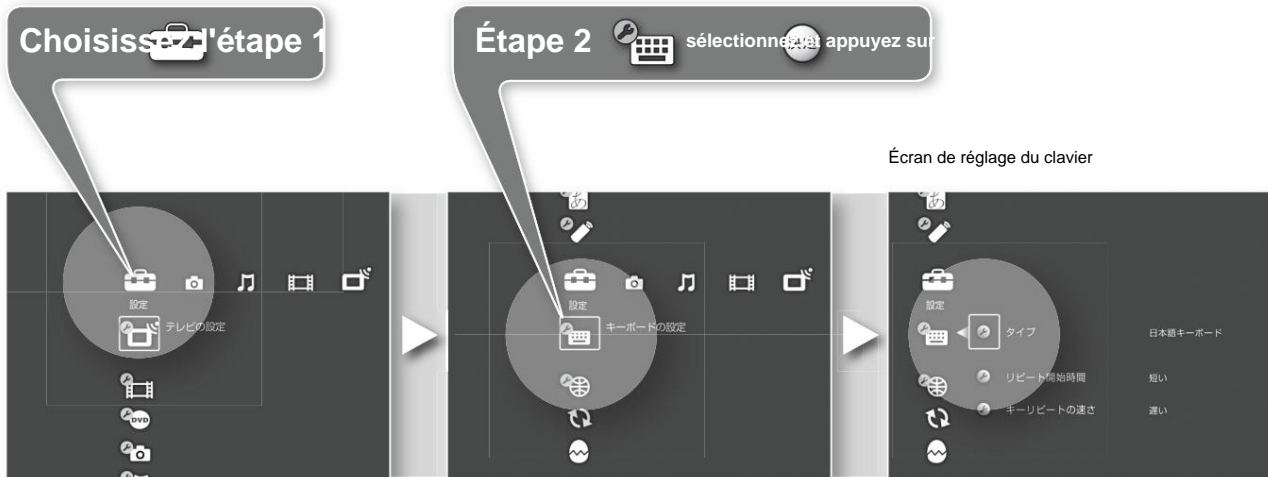 Choisissez l'étape 1
Étape 2 sélectionnez et appuyez sur
Écran de réglage du clavier
設定
テレビの設定
DVD
あ
設定
キーボードの設定
あ
設定
タイプ 日本語キーボード
リピート開始時間 短い
キーリピートの速さ 遅い